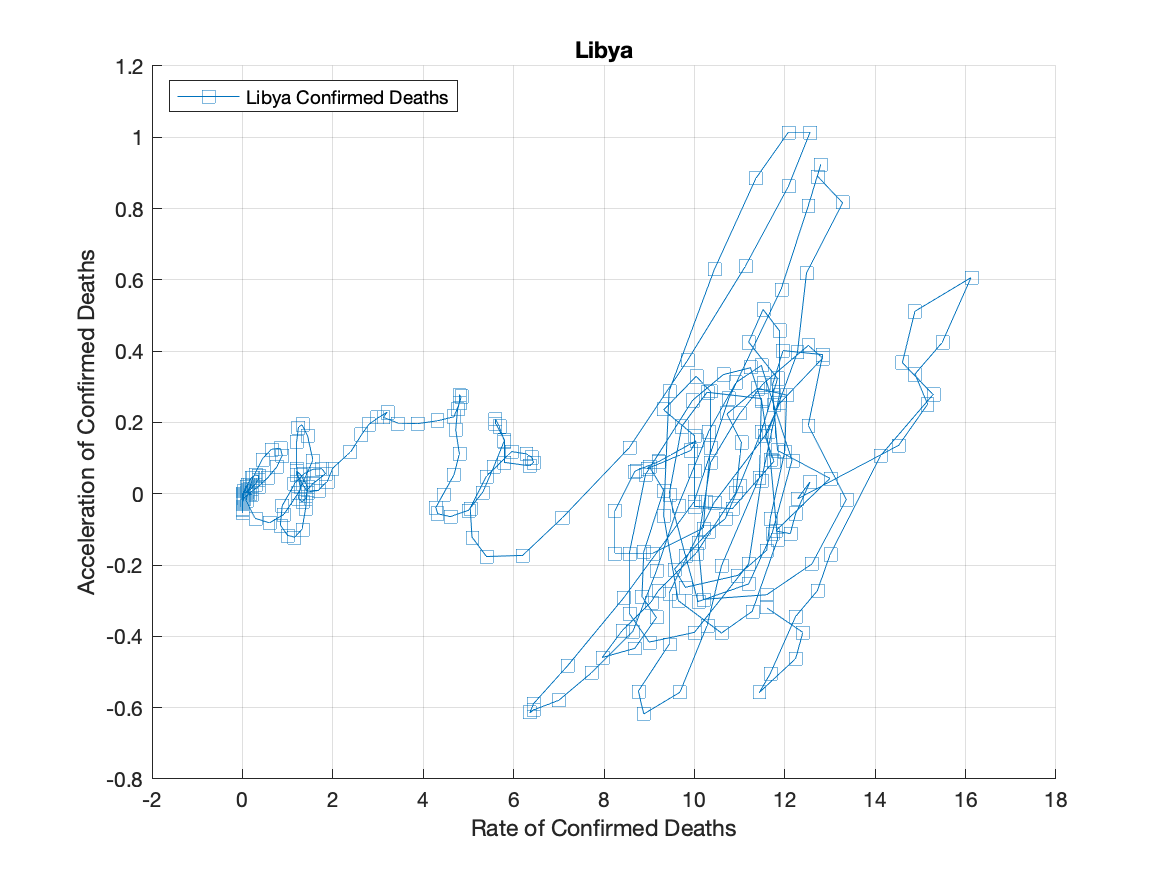 Libya
Libya Confirmed Deaths
1.2
1
0.8
0.6
0.4
0.2
0
-0.2
-0.4
-0.6
-0.8
Acceleration of Confirmed Deaths
-2 0 2 4 6 8 10 12 14 16 18
Rate of Confirmed Deaths